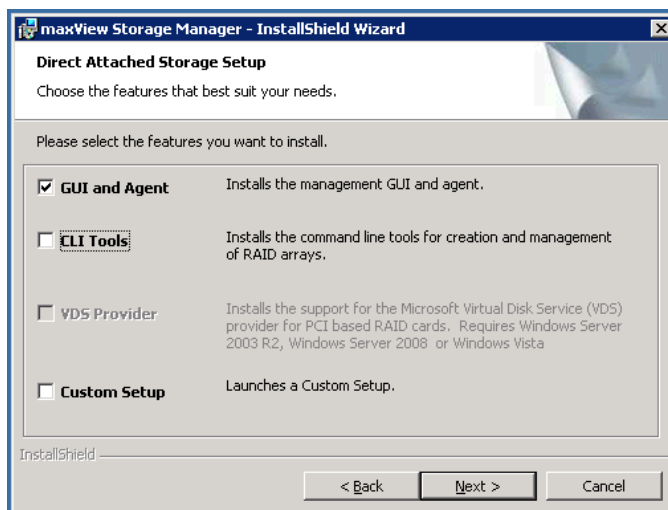 maxView Storage Manager - InstallShield Wizard
Direct Attached Storage Setup
Choose the features that best suit your needs.
Please select the features you want to install.
GUI and Agent
Installs the management GUI and agent.
CLI Tools
Installs the command line tools for creation and management
of RAID arrays.
VDS Provider
Installs the support for the Microsoft Virtual Disk Service (VDS)
provider for PCI based RAID cards. Requires Windows Server
2003 R2, Windows Server 2008 or Windows Vista
Custom Setup
Launches a Custom Setup.
InstallShield
< Back
Next >
Cancel